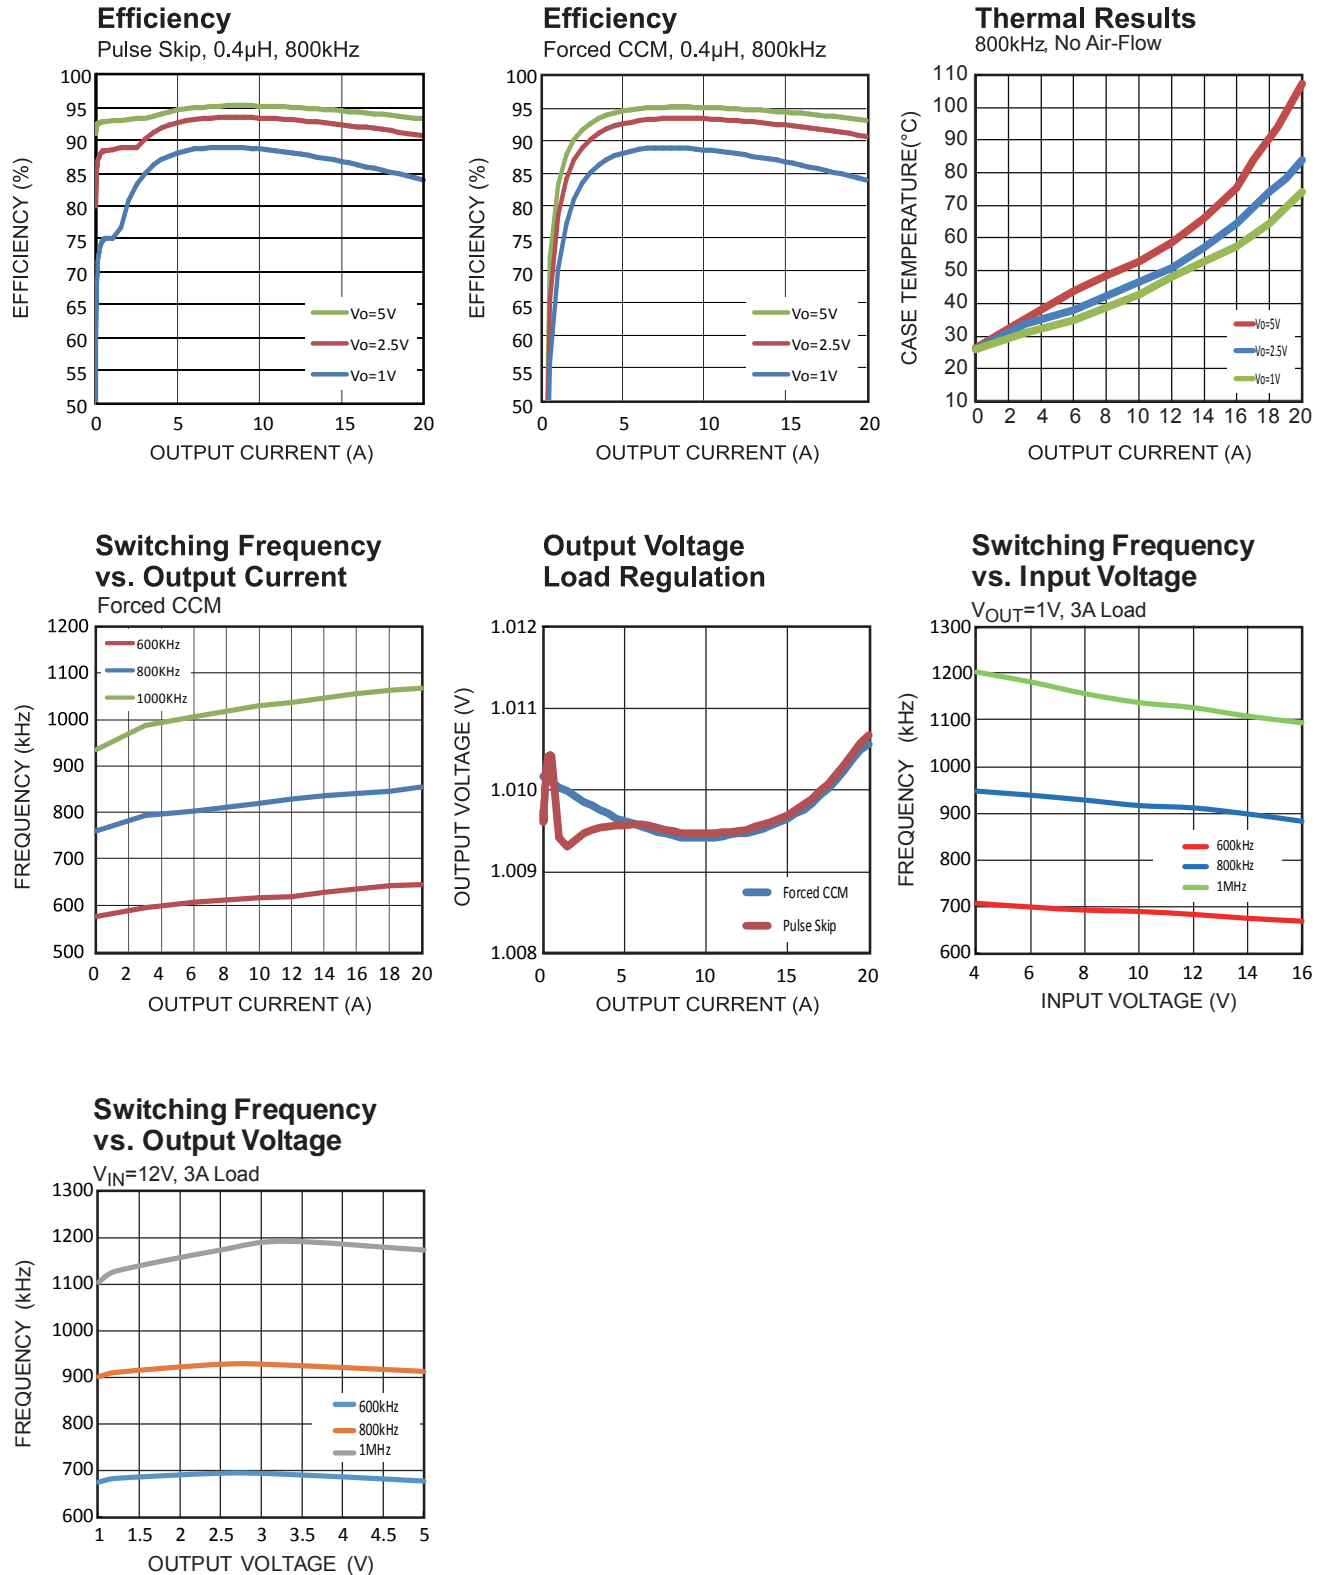 Efficiency
Pulse Skip, 0.4µH, 800kHz
100
95
90
85
80
75
70
65
60
55
50
EFFICIENCY (%)
Vo=5V
Vo=2.5V
Vo=1V
0 5 10 15 20
OUTPUT CURRENT (A)
Efficiency
Forced CCM, 0.4µH, 800kHz
100
95
90
85
80
75
70
65
60
55
50
EFFICIENCY (%)
Vo=5V
Vo=2.5V
Vo=1V
0 5 10 15 20
OUTPUT CURRENT (A)
Thermal Results
800kHz, No Air-Flow
110
100
90
80
70
60
50
40
30
20
10
CASE TEMPERATURE(°C)
Vo=5V
Vo=2.5V
Vo=1V
0 2 4 6 8 10 12 14 16 18 20
OUTPUT CURRENT (A)
Switching Frequency
vs. Output Current
Forced CCM
1200
1100
1000
900
800
700
600
500
FREQUENCY (kHz)
600KHz
800KHz
1000KHz
0 2 4 6 8 10 12 14 16 18 20
OUTPUT CURRENT (A)
Output Voltage
Load Regulation
1.012
1.011
1.010
1.009
1.008
OUTPUT VOLTAGE (V)
Forced CCM
Pulse Skip
0 5 10 15 20
OUTPUT CURRENT (A)
Switching Frequency
vs. Input Voltage
VOUT=1V, 3A Load
1300
1200
1100
1000
900
800
700
600
FREQUENCY (kHz)
600kHz
800kHz
1MHz
4 6 8 10 12 14 16
INPUT VOLTAGE (V)
Switching Frequency
vs. Output Voltage
VIN=12V, 3A Load
1300
1200
1100
1000
900
800
700
600
FREQUENCY (kHz)
600kHz
800kHz
1MHz
1 1.5 2 2.5 3 3.5 4 4.5 5
OUTPUT VOLTAGE (V)